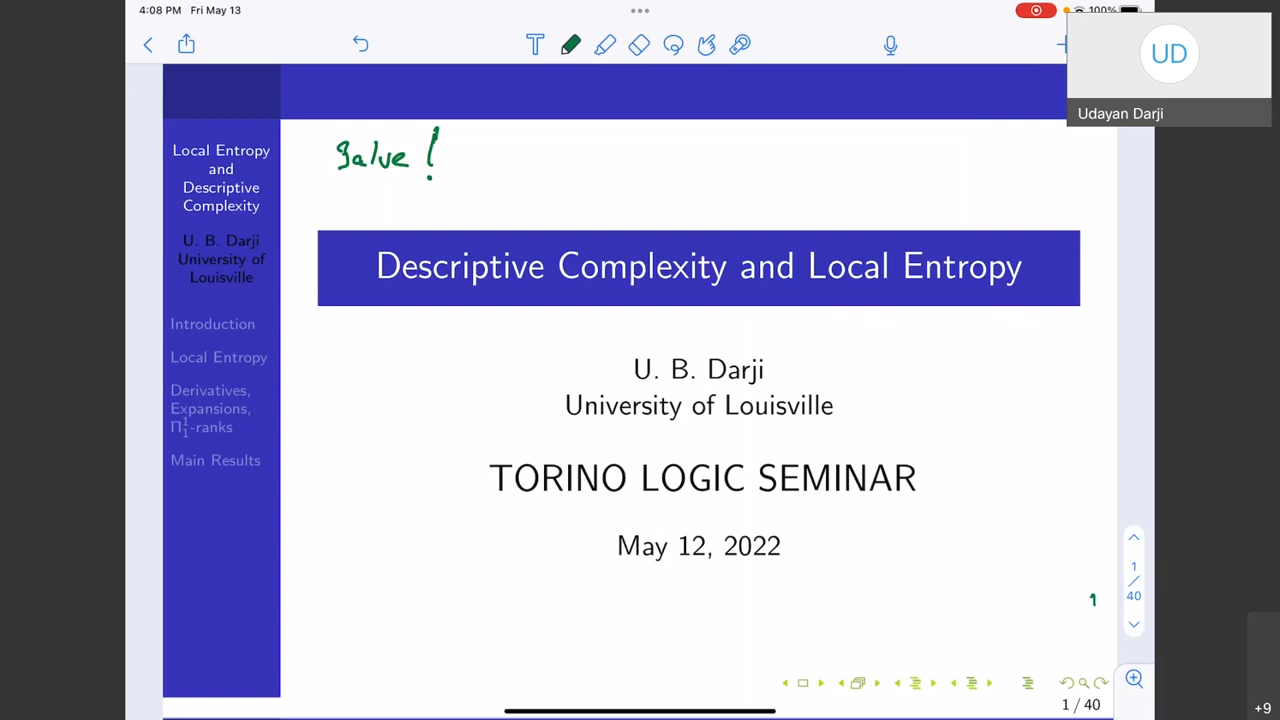 4:08 PM Fri May 13
100%
UD
Udayan Darji
Local Entropy
and
Descriptive
Complexity
U. B. Darji
University of
Louisville
Introduction
Local Entropy
Derivatives,
Expansions,
Π¹₁-ranks
Main Results
Salve !
Descriptive Complexity and Local Entropy
U. B. Darji
University of Louisville
TORINO LOGIC SEMINAR
May 12, 2022
1
1
/
40
1 / 40
+9